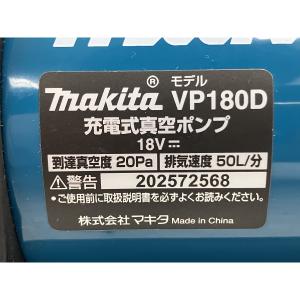 makita® モデル VP180D
充電式真空ポンプ
18V⎓
到達真空度 20Pa 排気速度 50L/分
⚠警告 202572568
●ご使用前に取扱説明書を必ずよくお読みください。
株式会社マキタ Made in China